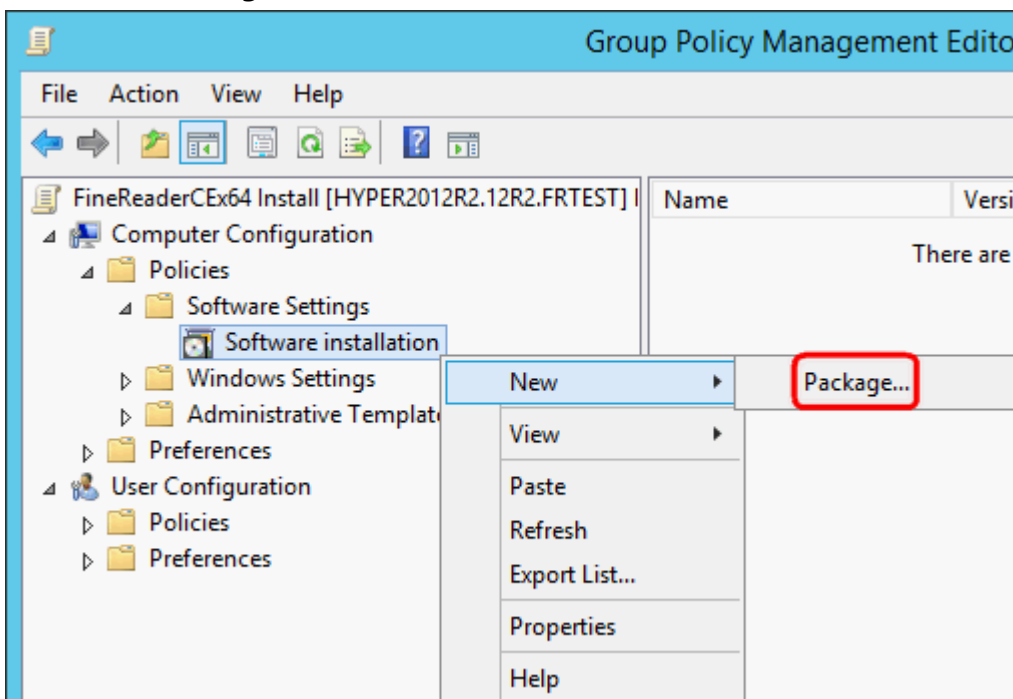 Group Policy Management Edito
File Action View Help
FineReaderCEx64 Install [HYPER2012R2.12R2.FRTEST]
Name Versi
Computer Configuration
There are
Policies
Software Settings
Software installation
Windows Settings
New
Package...
Administrative Templat
View
Preferences
User Configuration
Paste
Policies
Refresh
Preferences
Export List...
Properties
Help